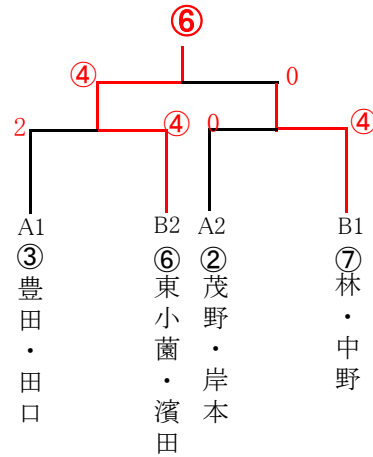 ⑥
④ 0
2 ④ 0 ④
A1 B2 A2 B1
③ ⑥ ② ⑦
豊田・田口
東小薗・濱田
茂野・岸本
林・中野